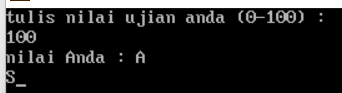 tulis nilai ujian anda (0-100) :
100
nilai Anda : A
S_